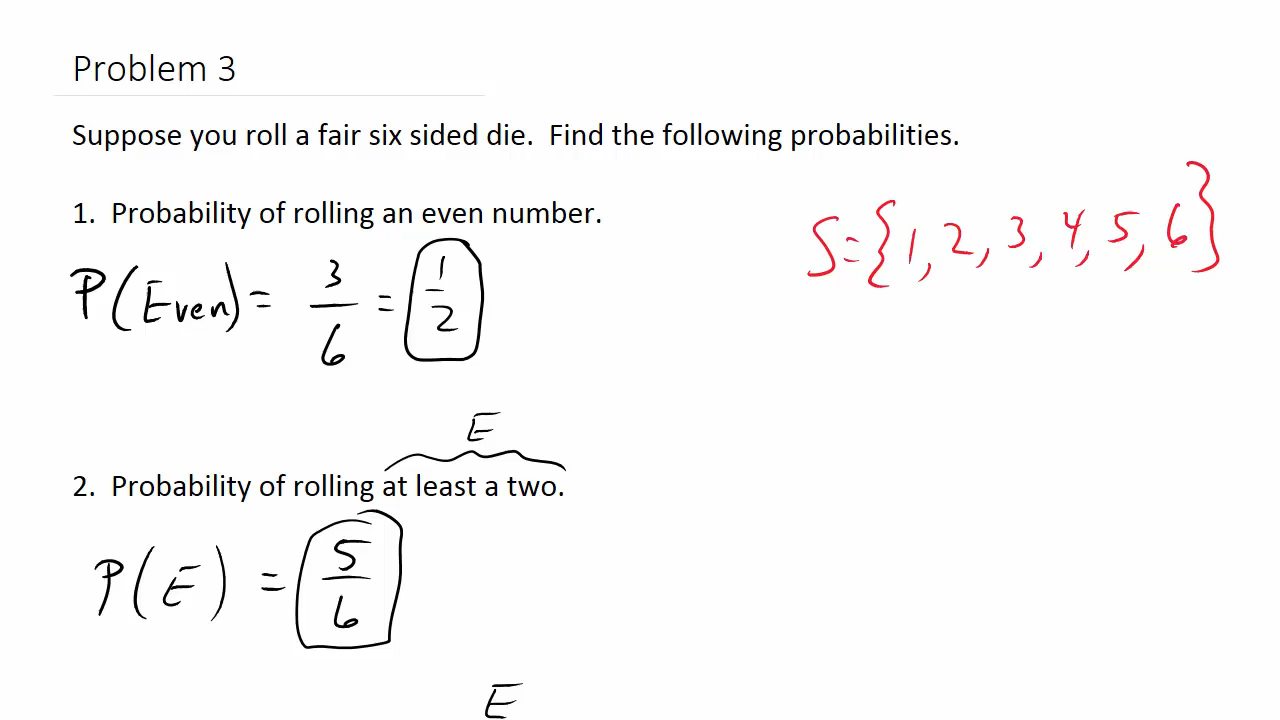 Problem 3
Suppose you roll a fair six sided die. Find the following probabilities.
1. Probability of rolling an even number.
S={1, 2, 3, 4, 5, 6}
P(Even) = 3/6 = 1/2
E
2. Probability of rolling at least a two.
P(E) = 5/6
E